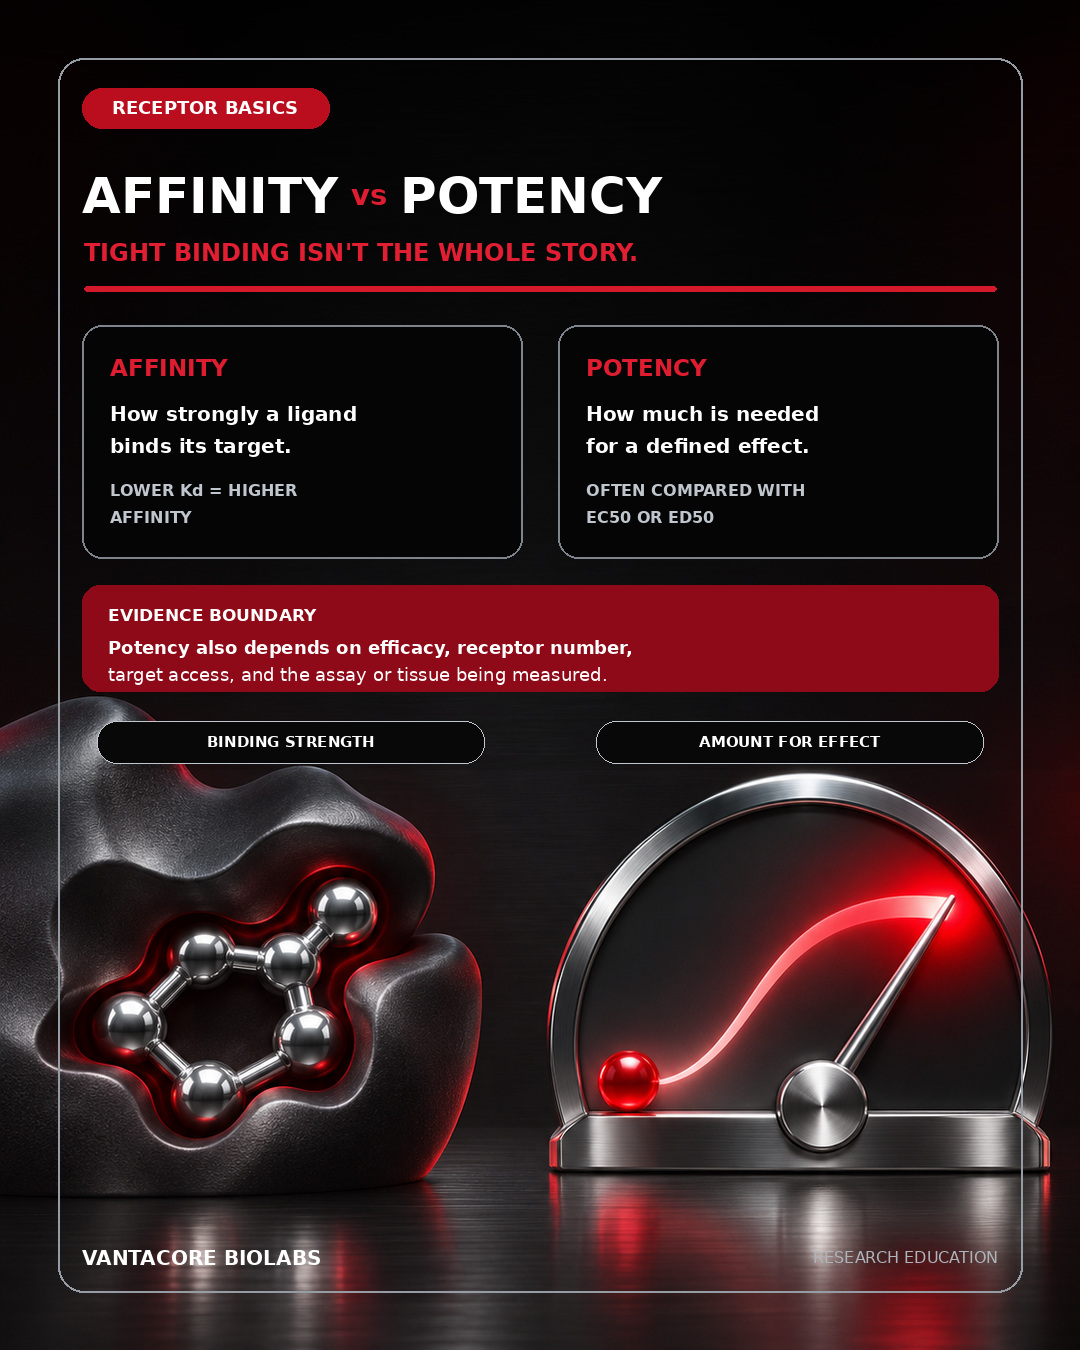 RECEPTOR BASICS
AFFINITY vs POTENCY
TIGHT BINDING ISN'T THE WHOLE STORY.
AFFINITY
How strongly a ligand
binds its target.
LOWER Kd = HIGHER
AFFINITY
POTENCY
How much is needed
for a defined effect.
OFTEN COMPARED WITH
EC50 OR ED50
EVIDENCE BOUNDARY
Potency also depends on efficacy, receptor number,
target access, and the assay or tissue being measured.
BINDING STRENGTH
AMOUNT FOR EFFECT
VANTACORE BIOLABS
RESEARCH EDUCATION